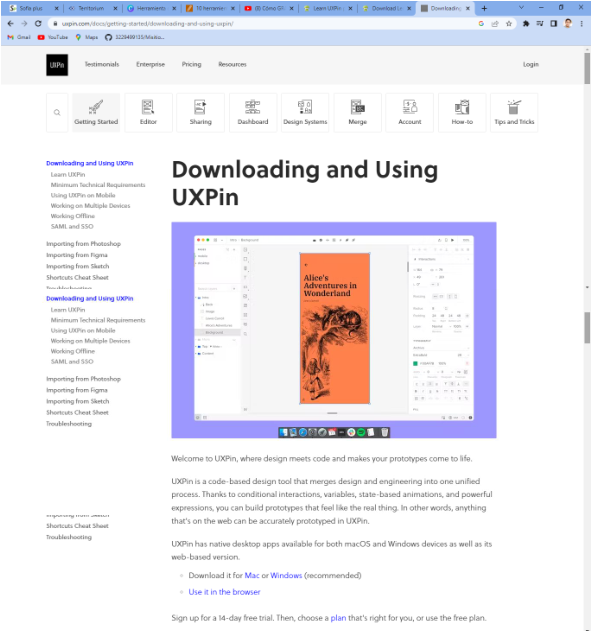 Sofia plus
Territorium
Herramienta
10 herramien
Cómo
Learn UXPin
Download Le
Downloading
uxpin.com/docs/getting-started/downloading-and-using-uxpin/
Gmail YouTube Maps
UXPin Testimonials Enterprise Pricing Resources Login
Getting Started Editor Sharing Dashboard Design Systems Merge Account How-to Tips and Tricks
Downloading and Using UXPin
Learn UXPin
Minimum Technical Requirements
Using UXPin on Mobile
Working on Multiple Devices
Working Offline
SAML and SSO
Importing from Photoshop
Importing from Figma
Importing from Sketch
Shortcuts Cheat Sheet
Troubleshooting
Downloading and Using UXPin
Learn UXPin
Minimum Technical Requirements
Using UXPin on Mobile
Working on Multiple Devices
Working Offline
SAML and SSO
Importing from Photoshop
Importing from Figma
Importing from Sketch
Shortcuts Cheat Sheet
Troubleshooting
Importing from Sketch
Shortcuts Cheat Sheet
Troubleshooting
Downloading and Using
UXPin
Alice's
Adventures in
Wonderland
Welcome to UXPin, where design meets code and makes your prototypes come to life.
UXPin is a code-based design tool that merges design and engineering into one unified
process. Thanks to conditional interactions, variables, state-based animations, and powerful
expressions, you can build prototypes that feel like the real thing. In other words, anything
that's on the web can be accurately prototyped in UXPin.
UXPin has native desktop apps available for both macOS and Windows devices as well as its
web-based version.
Download it for Mac or Windows (recommended)
Use it in the browser
Sign up for a 14-day free trial. Then, choose a plan that's right for you, or use the free plan.